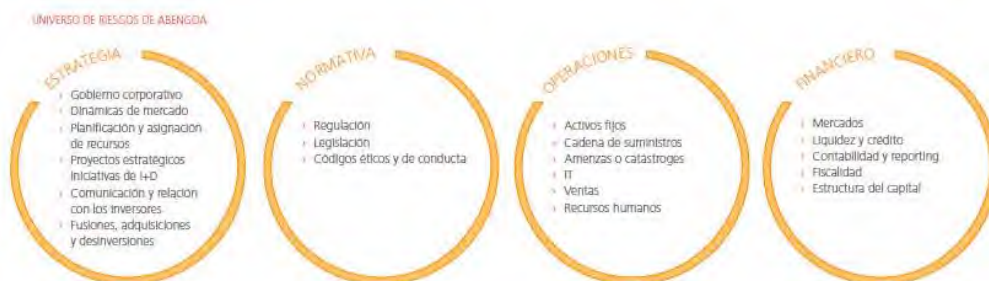 UNIVERSO DE RIESGOS DE ABENGOA
ESTRATEGIA
› Gobierno corporativo
› Dinámicas de mercado
› Planificación y asignación
de recursos
› Proyectos estratégicos
Iniciativas de I+D
› Comunicación y relación
con los inversores
› Fusiones, adquisiciones
y desinversiones
NORMATIVA
› Regulación
› Legislación
› Códigos éticos y de conducta
OPERACIONES
› Activos fijos
› Cadena de suministros
› Amenzas o catástroges
› IT
› Ventas
› Recursos humanos
FINANCIERO
› Mercados
› Liquidez y crédito
› Contabilidad y reporting
› Fiscalidad
› Estructura del capital